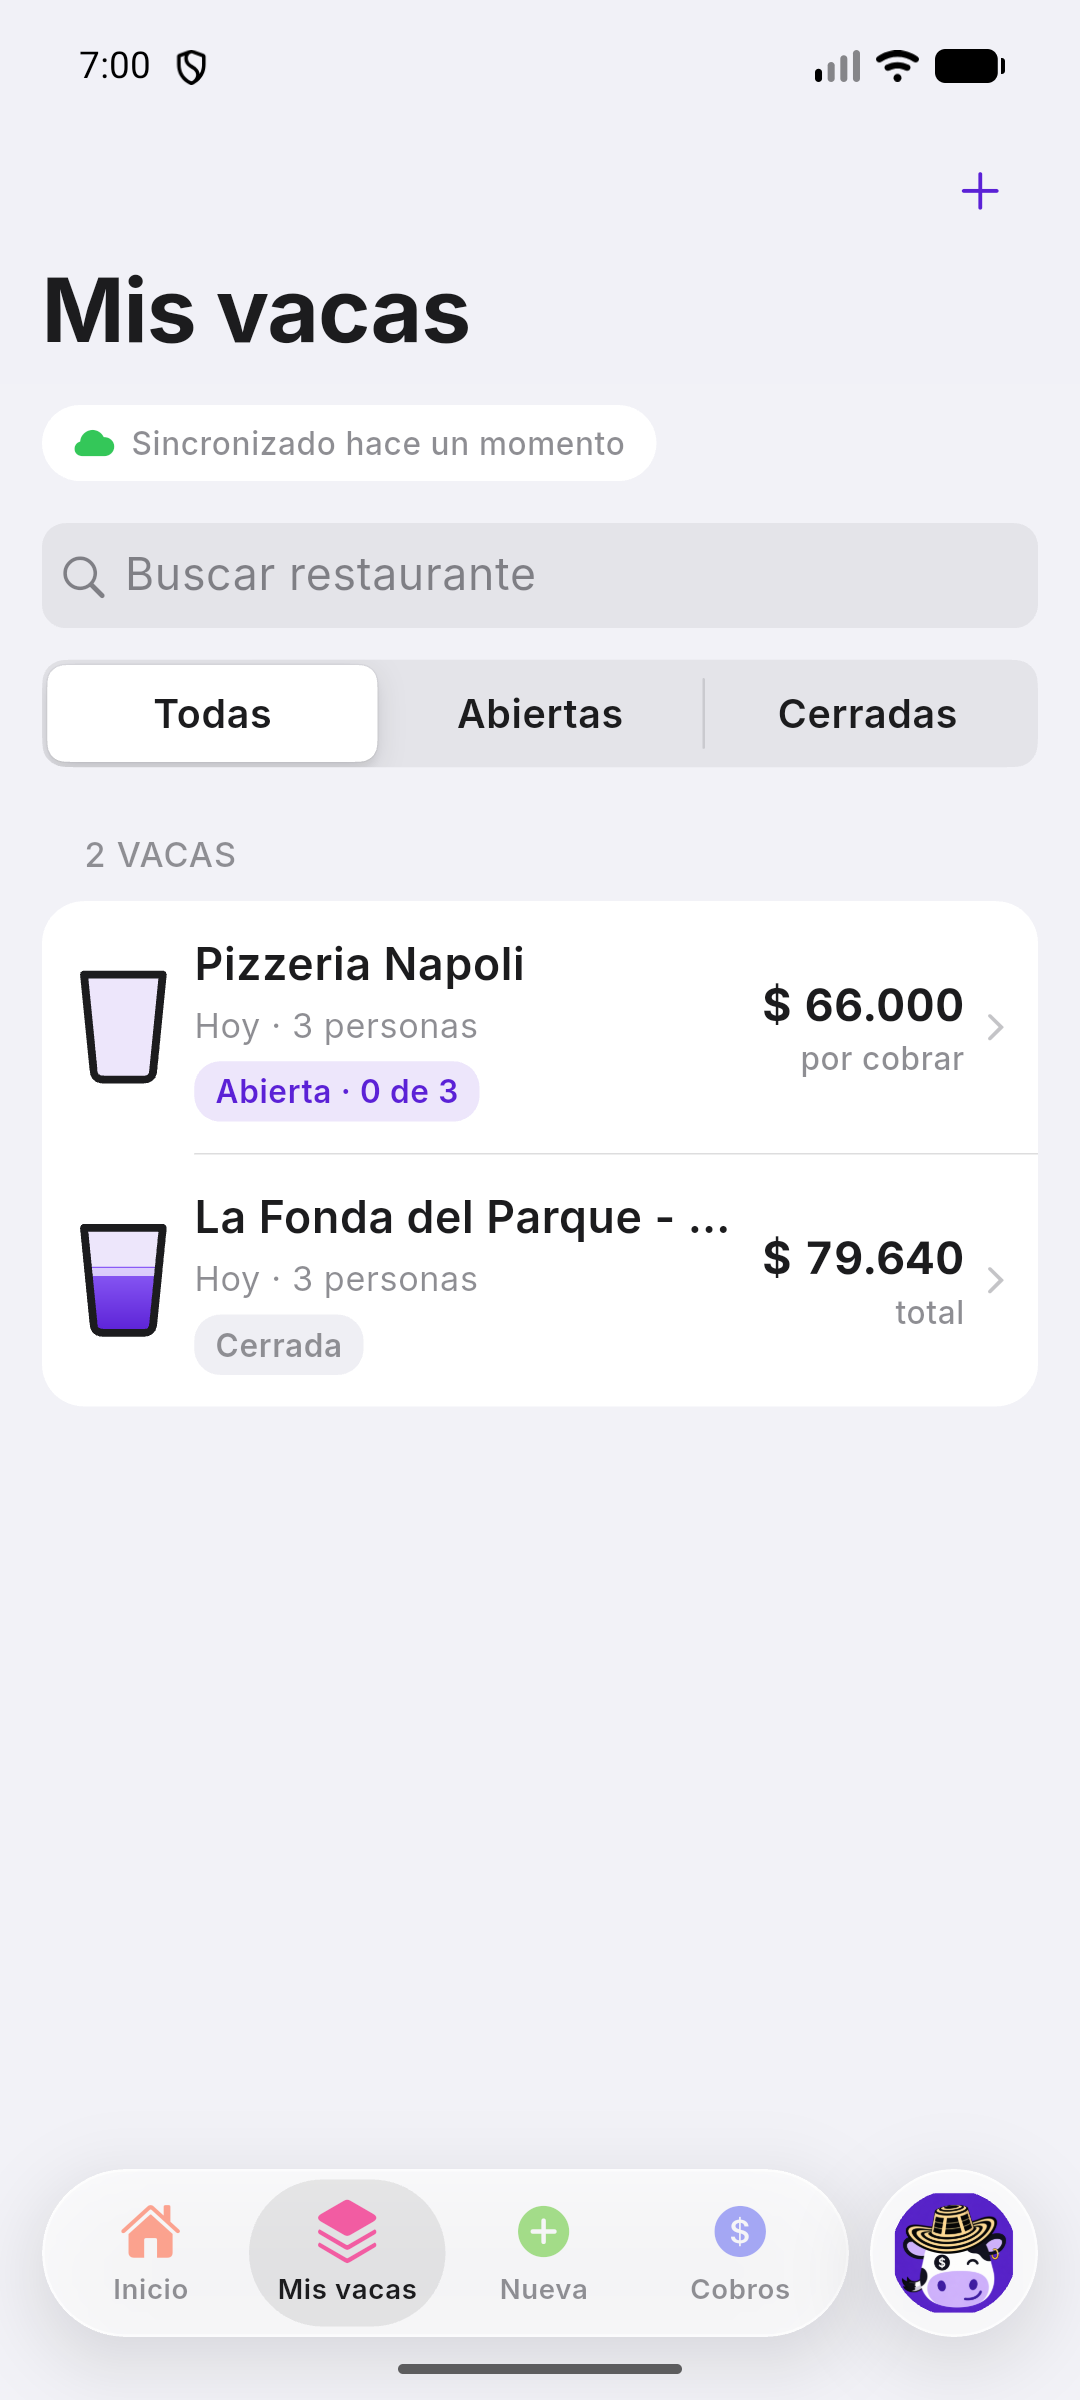 7:00
Mis vacas
Sincronizado hace un momento
Buscar restaurante
Todas
Abiertas
Cerradas
2 VACAS
Pizzeria Napoli
Hoy · 3 personas
Abierta · 0 de 3
$ 66.000
por cobrar
La Fonda del Parque - ...
Hoy · 3 personas
Cerrada
$ 79.640
total
Inicio
Mis vacas
Nueva
$
Cobros
$